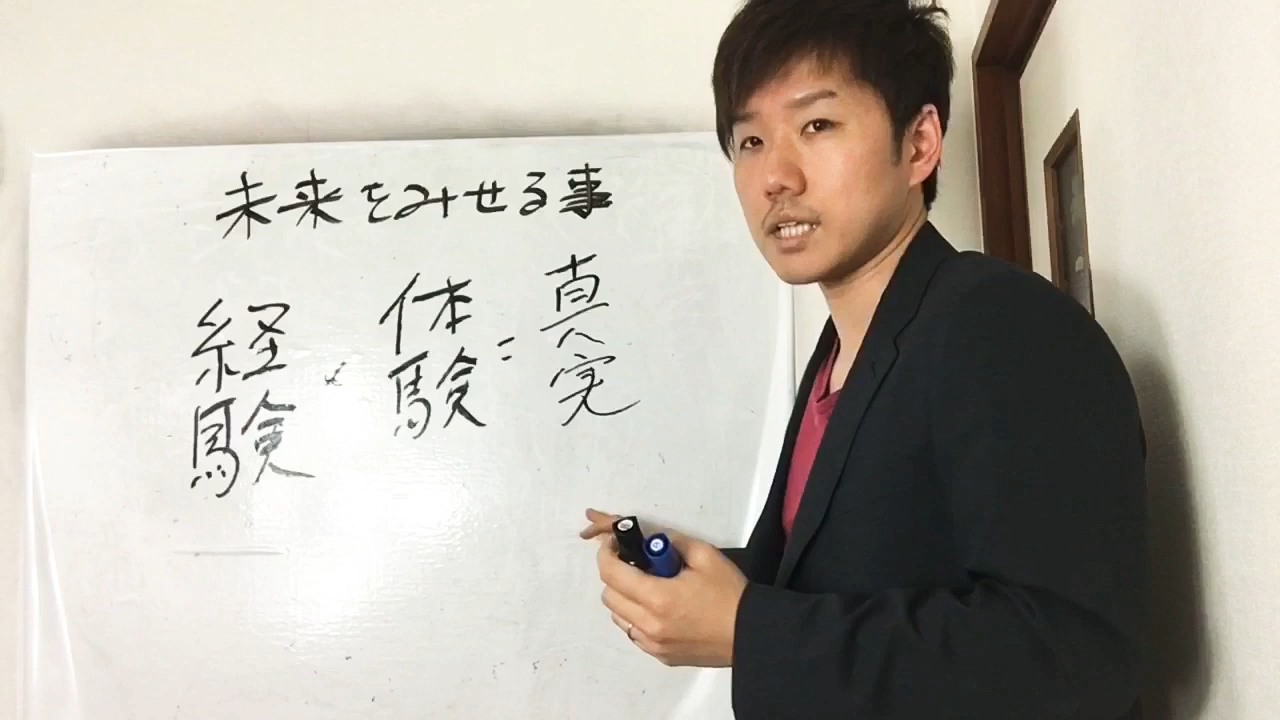 未来をみせる事
経験 × 体験 = 真実